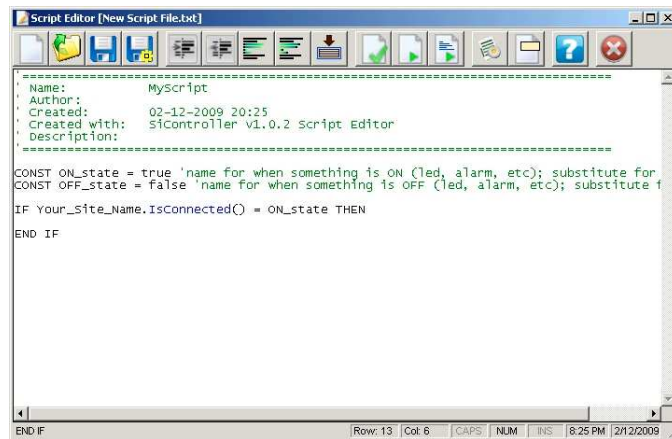 Script Editor [New Script File.txt]
'=======================================================================
' Name: MyScript
' Author:
' Created: 02-12-2009 20:25
' Created with: SiController v1.0.2 Script Editor
' Description:
'=======================================================================
CONST ON_state = true 'name for when something is ON (led, alarm, etc); substitute for
CONST OFF_state = false 'name for when something is OFF (led, alarm, etc); substitute f
IF Your_Site_Name.IsConnected() = ON_state THEN
END IF
END IF Row: 13 Col: 6 CAPS NUM INS 8:25 PM 2/12/2009